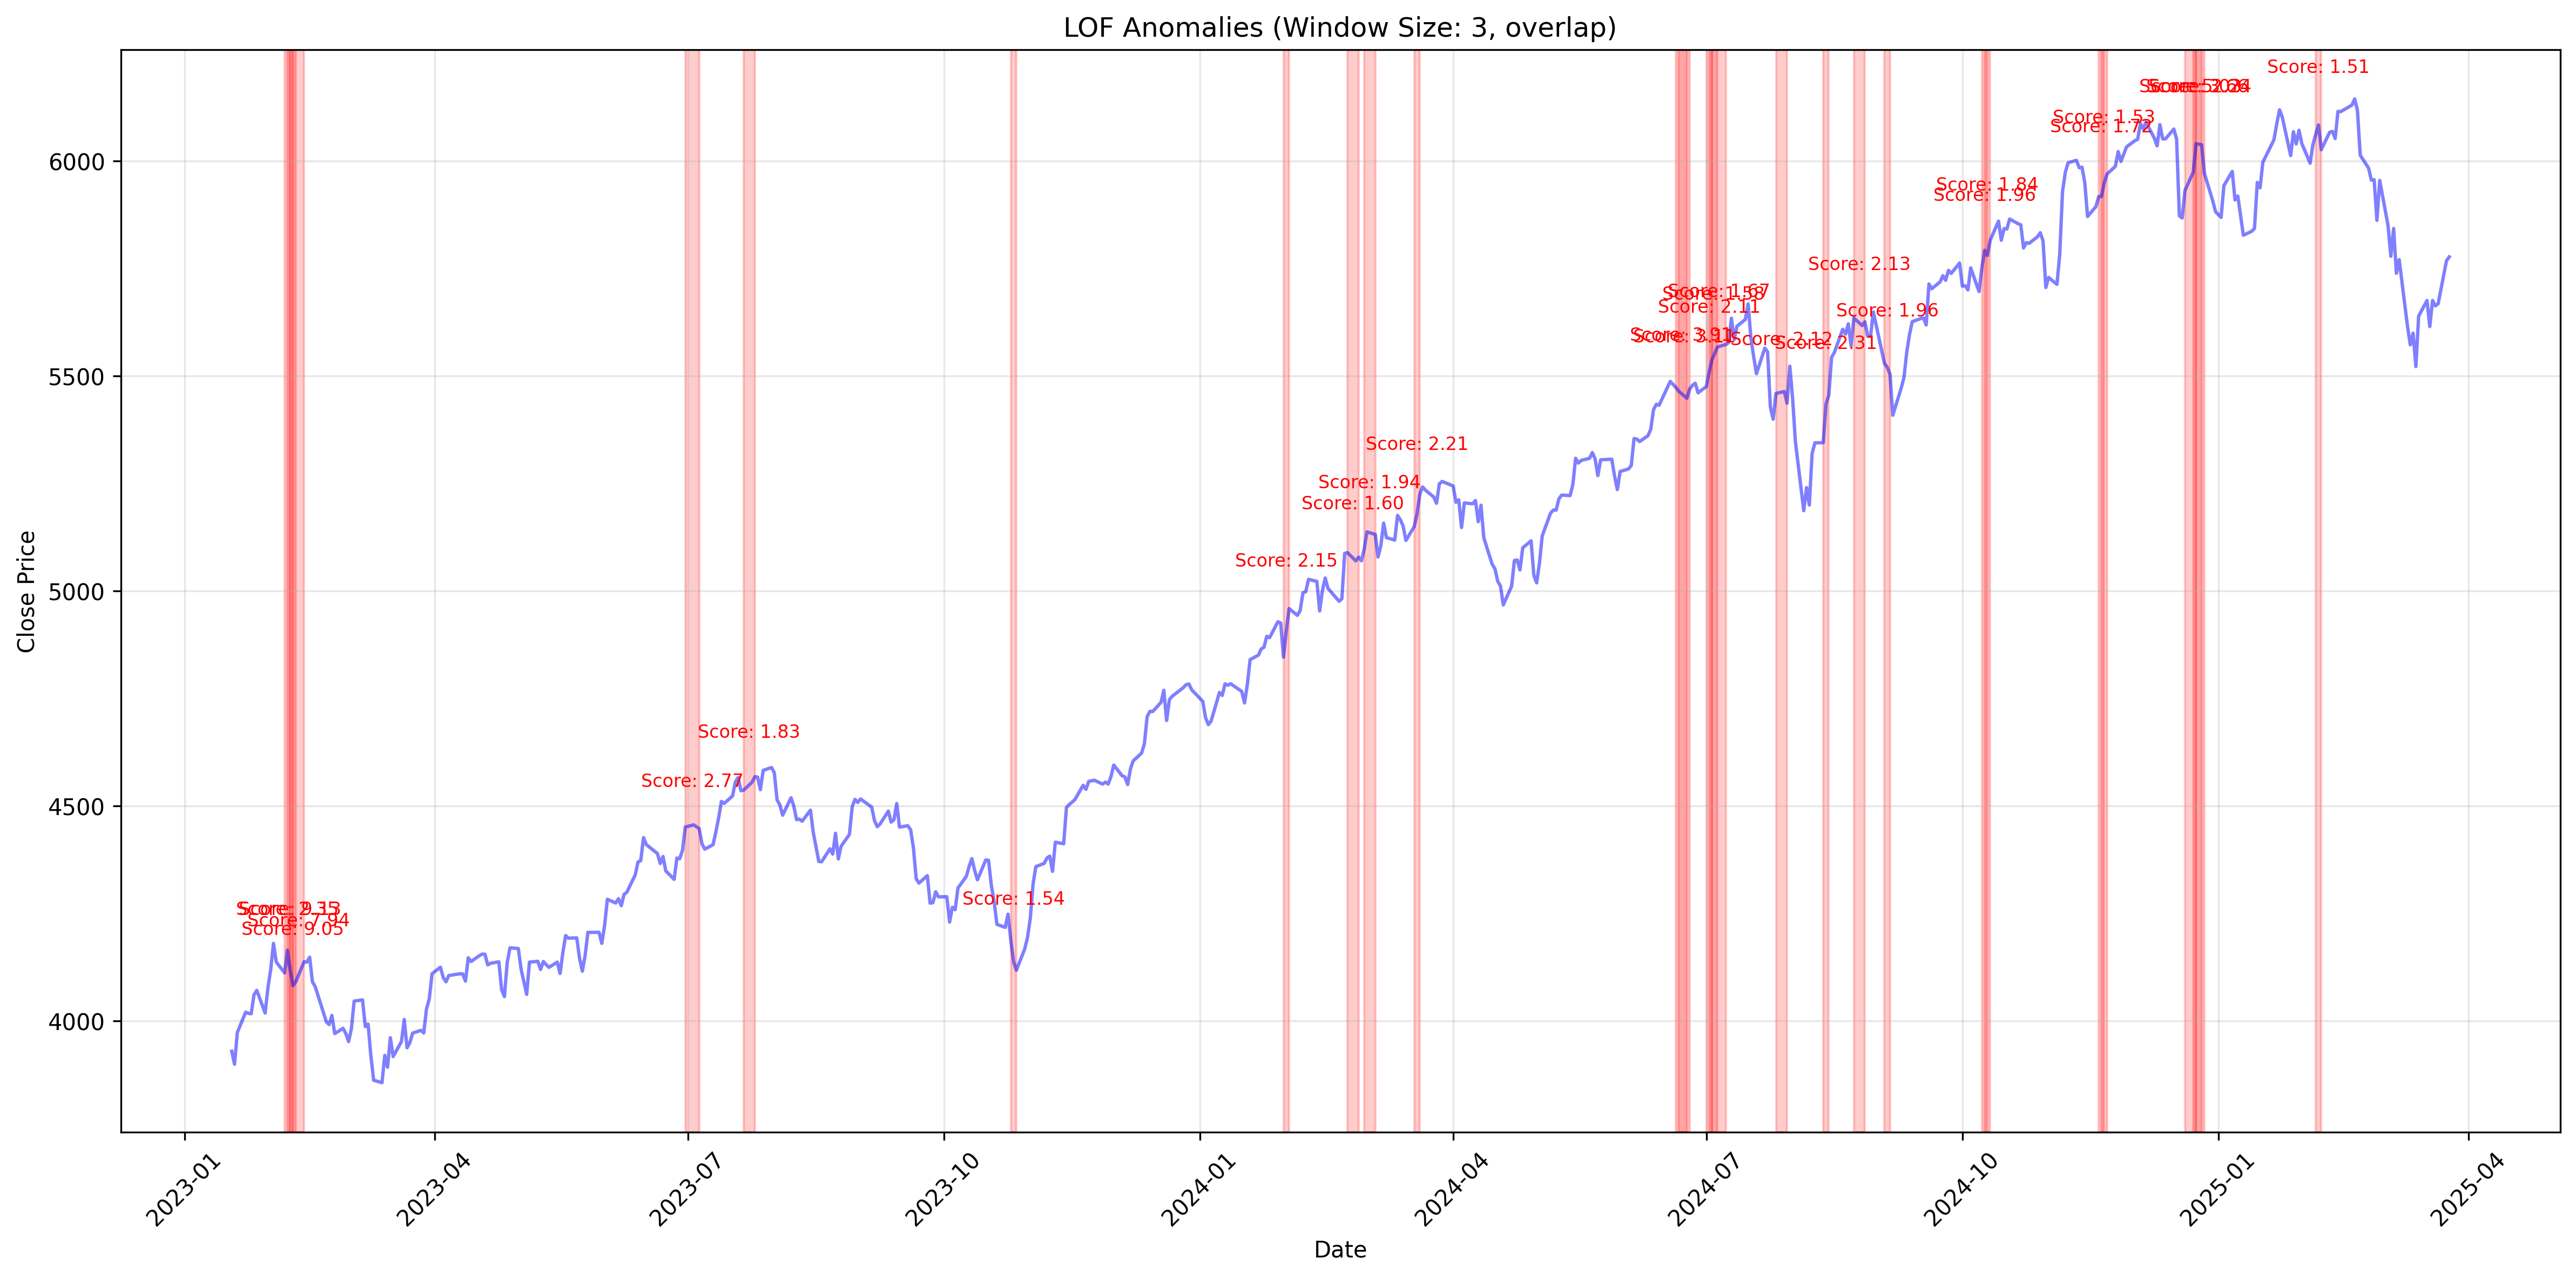 LOF Anomalies (Window Size: 3, overlap)
Close Price
6000
5500
5000
4500
4000
Score: 7.94
Score: 9.05
Score: 2.77
Score: 1.83
Score: 1.54
Score: 2.15
Score: 1.60
Score: 1.94
Score: 2.21
Score: 1.67
Score: 2.11
Score: 2.12
Score: 2.31
Score: 2.13
Score: 1.96
Score: 1.84
Score: 1.96
Score: 1.53
Score: 1.72
Score: 1.51
2023-01
2023-04
2023-07
2023-10
2024-01
2024-04
2024-07
2024-10
2025-01
2025-04
Date